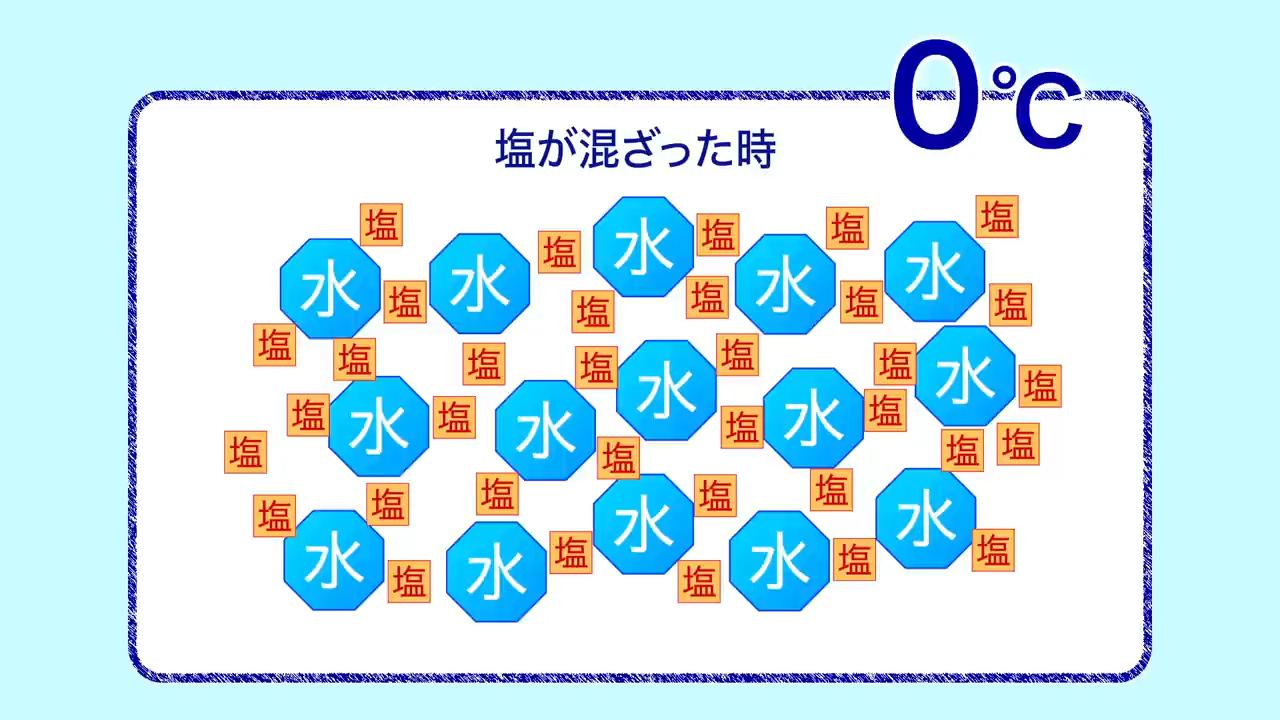 0℃
塩が混ざった時
水 塩 塩 水 塩 塩 水 塩 塩 水 塩 塩 水 塩 塩
塩 塩 塩 塩 水 塩 塩 水 塩
塩 水 塩 水 塩 水 塩
塩 塩 塩 塩
塩 塩 塩 水 塩 塩 水
水 塩 水 塩 塩 水 塩 塩